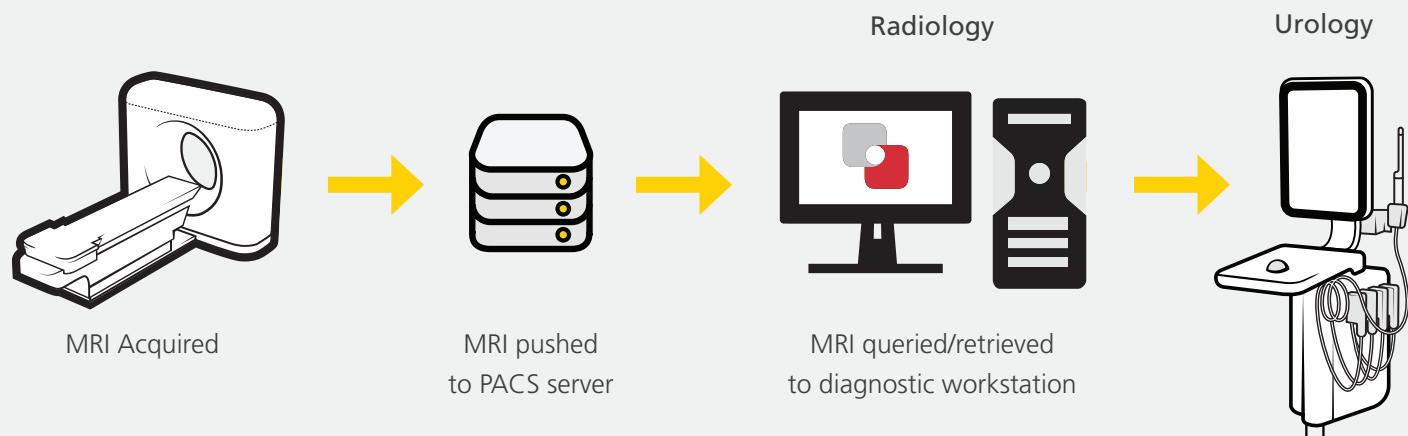 Radiology
Urology
MRI Acquired
MRI pushed
to PACS server
MRI queried/retrieved
to diagnostic workstation